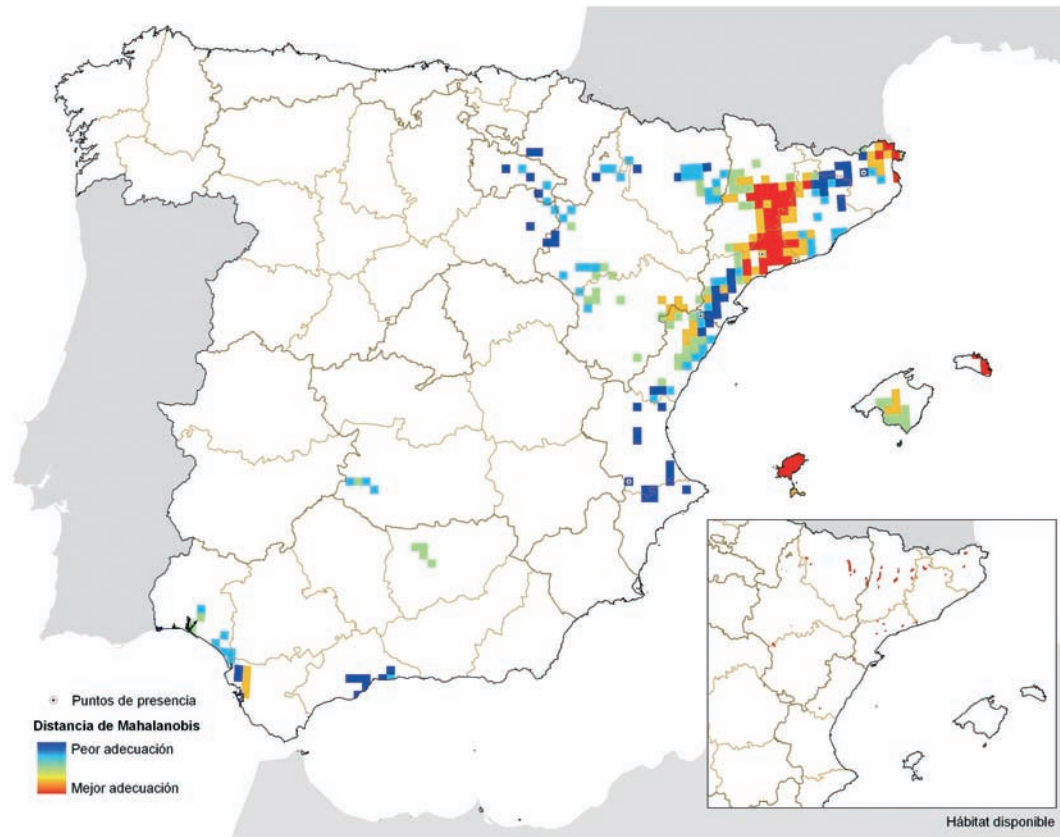 Puntos de presencia
Distancia de Mahalanobis
Peor adecuación
Mejor adecuación
Hábitat disponible